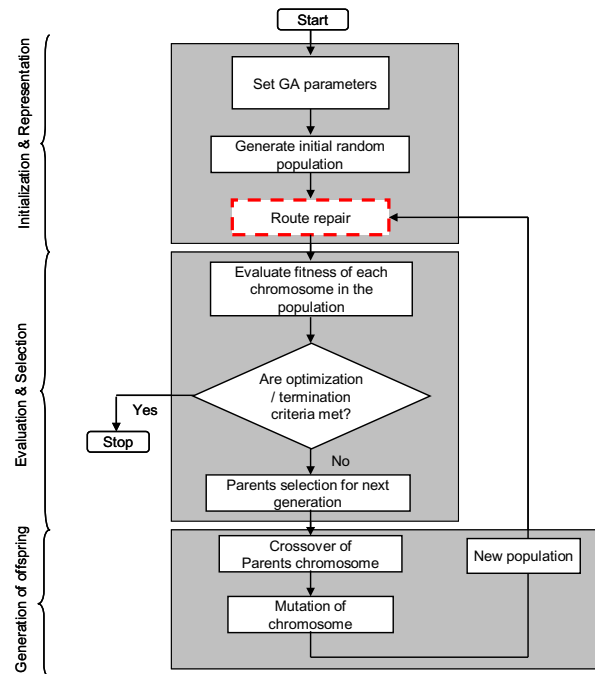 Start
Initialization & Representation
Set GA parameters
Generate initial random
population
Route repair
Evaluation & Selection
Evaluate fitness of each
chromosome in the
population
Are optimization
/ termination
criteria met?
Yes
Stop
No
Parents selection for next
generation
Generation of offspring
Crossover of
Parents chromosome
New population
Mutation of
chromosome